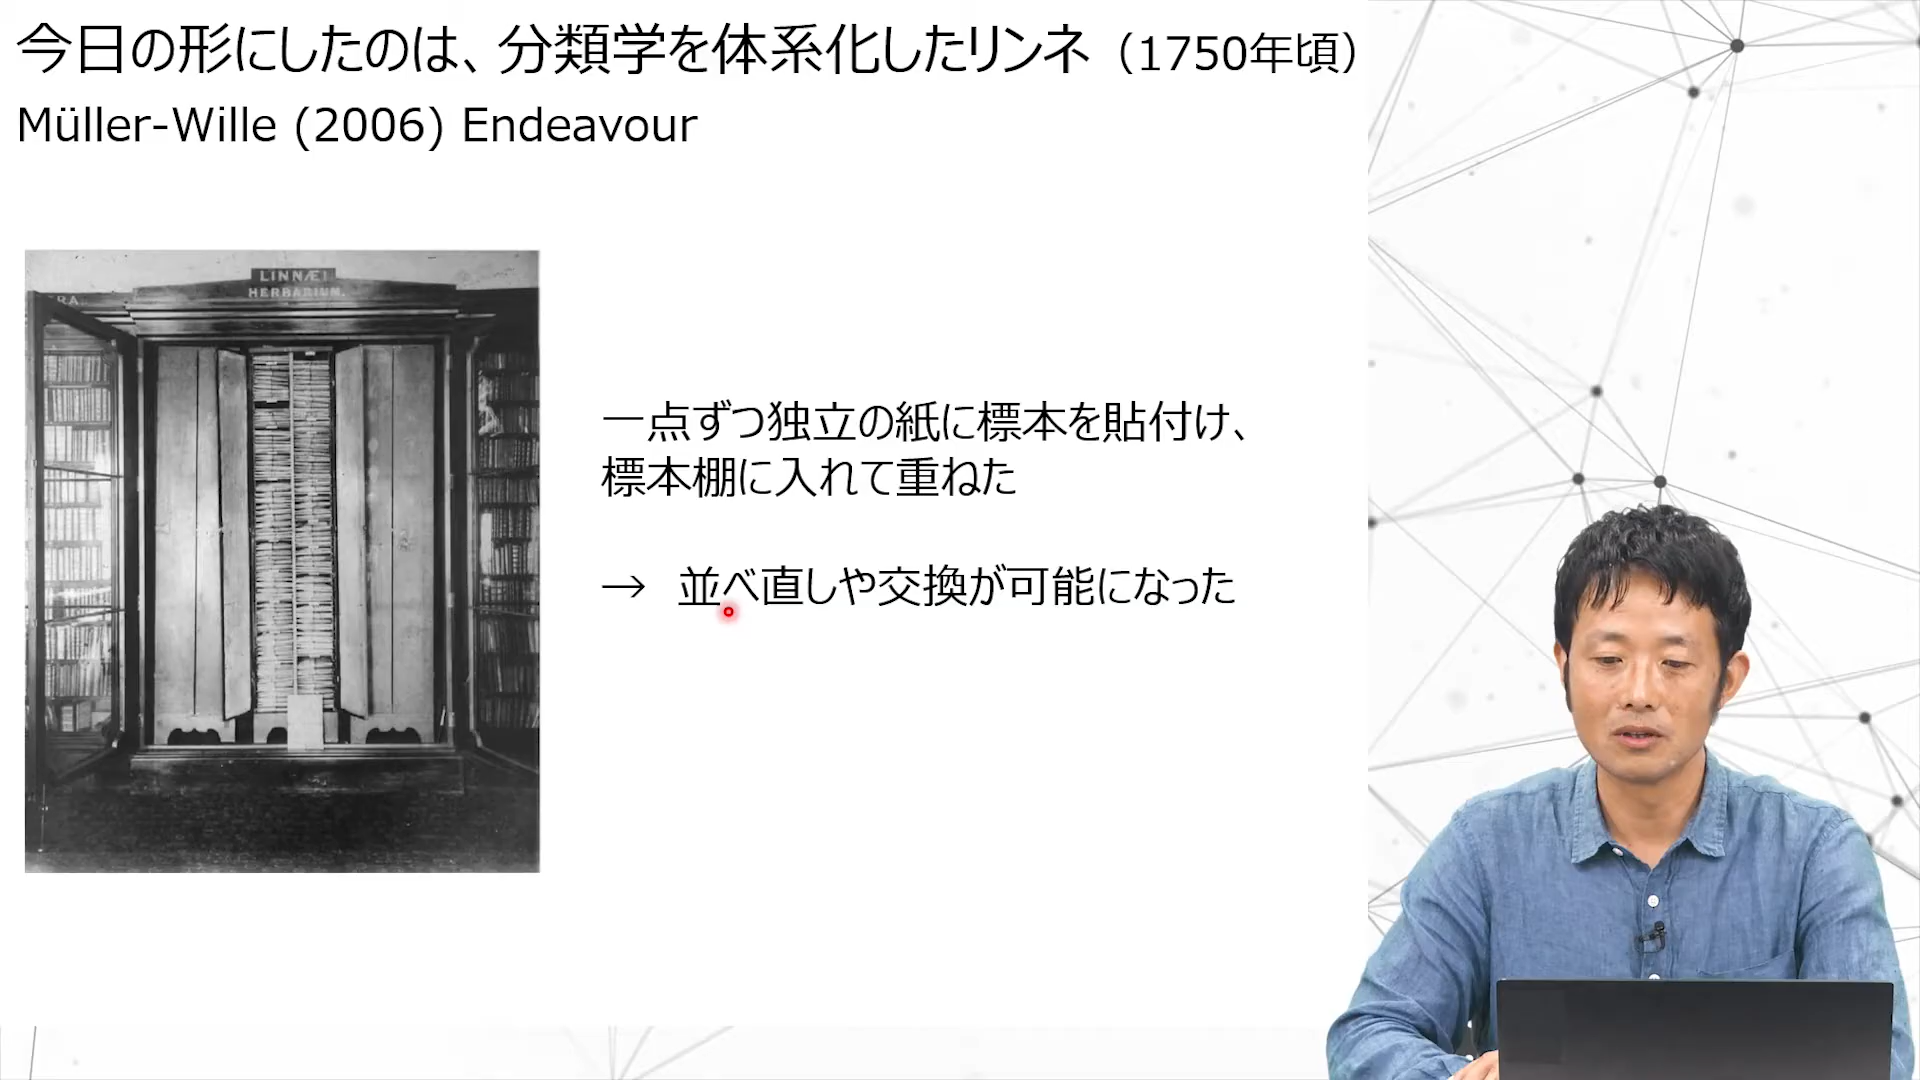 今日の形にしたのは、分類学を体系化したリンネ（1750年頃）
Müller-Wille (2006) Endeavour
LINNÆI
HERBARIUM.
RA
一点ずつ独立の紙に標本を貼付け、
標本棚に入れて重ねた
→ 並べ直しや交換が可能になった